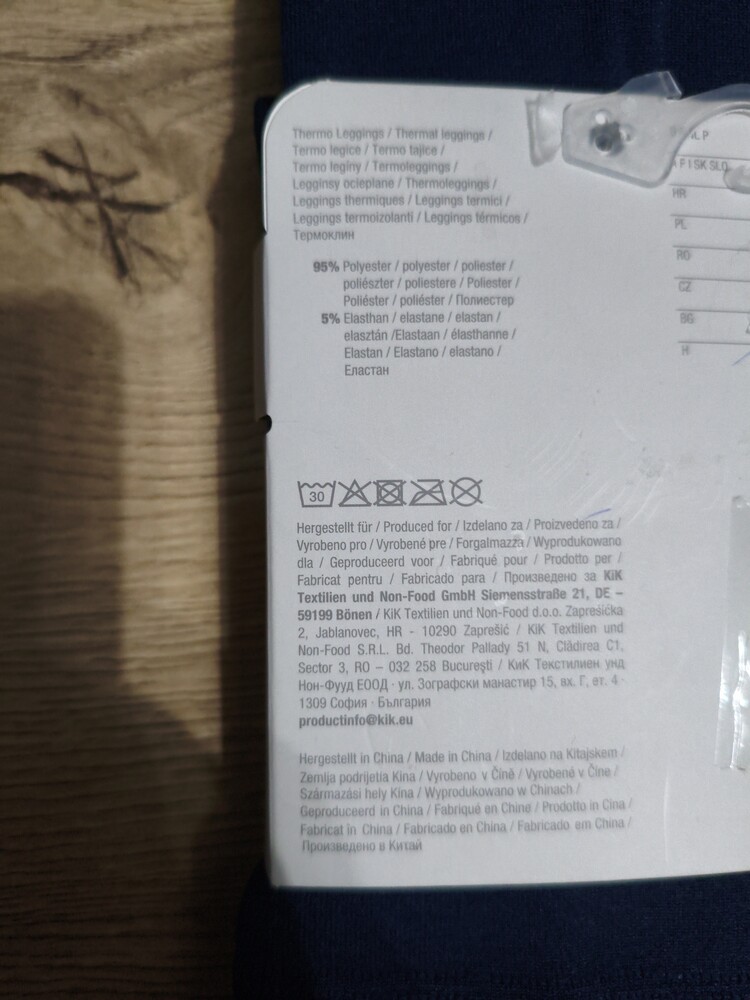 Thermo Leggings / Thermal leggings /
Termo legice / Termo tajice /
Termo leginy / Termoleggings /
Legginsy ocieplane / Thermoleggings /
Leggings thermiques / Leggings termici /
Leggings termoizolanti / Leggings térmicos /
Термоклин
95% Polyester / polyester / poliester /
poliészter / poliestere / Poliester /
Poliéster / poliéster / Полиестер
5% Elasthan / elastane / elastan /
elasztán /Elastaan / élasthanne /
Elastan / Elastano / elastano /
Еластан
30
Hergestellt für / Produced for / Izdelano za / Proizvedeno za /
Vyrobeno pro / Vyrobené pre / Forgalmazza / Wyprodukowano
dla / Geproduceerd voor / Fabriqué pour / Prodotto per /
Fabricat pentru / Fabricado para / Произведено за KiK
Textilien und Non-Food GmbH Siemensstraße 21, DE –
59199 Bönen / KiK Textilien und Non-Food d.o.o. Zaprešićka
2, Jablanovec, HR - 10290 Zaprešić / KiK Textilien und
Non-Food S.R.L. Bd. Theodor Pallady 51 N, Clădirea C1,
Sector 3, RO – 032 258 Bucureşti / КиК Текстилиен унд
Нон-Фууд ЕООД · ул. Зографски манастир 15, вх. Г, ет. 4 ·
1309 София · България
productinfo@kik.eu
Hergestellt in China / Made in China / Izdelano na Kitajskem /
Zemlja podrijetla Kina / Vyrobeno v Číně / Vyrobené v Číne /
Származási hely Kína / Wyprodukowano w Chinach /
Geproduceerd in China / Fabriqué en Chine / Prodotto in Cina /
Fabricat în China / Fabricado en China / Fabricado em China /
Произведено в Китай
P
FI SK SLO
HR
PL
RO
CZ
BG
H